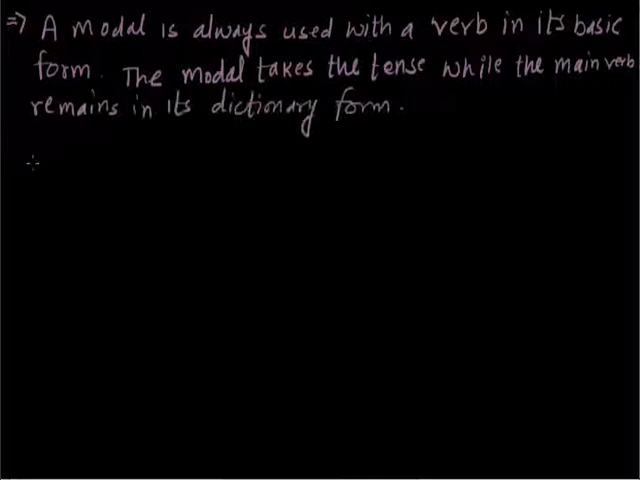 ⇒ A modal is always used with a verb in its basic
form. The modal takes the tense while the main verb
remains in its dictionary form.